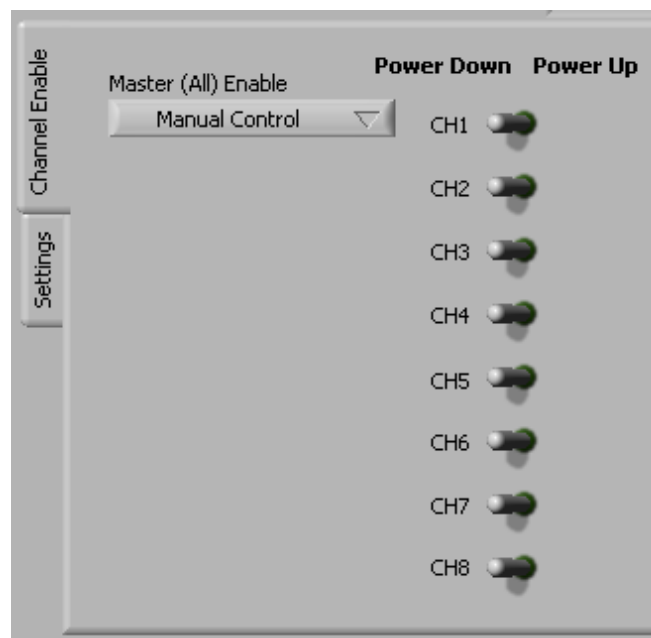 Channel Enable
Settings
Master (All) Enable
Manual Control
Power Down Power Up
CH1
CH2
CH3
CH4
CH5
CH6
CH7
CH8